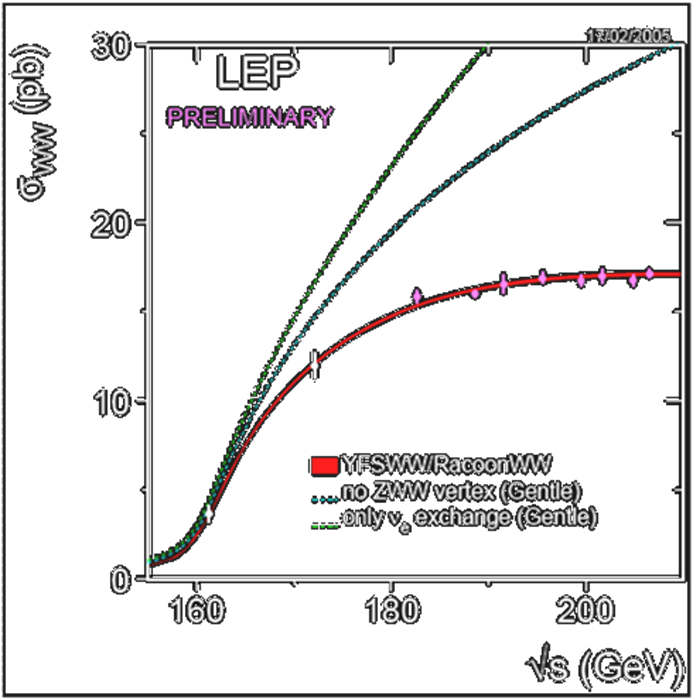 17/02/2005
30
20
10
0
σWW (pb)
LEP
PRELIMINARY
YFSWW/RacoonWW
no ZWW vertex (Gentle)
only νe exchange (Gentle)
160 180 200
√s (GeV)